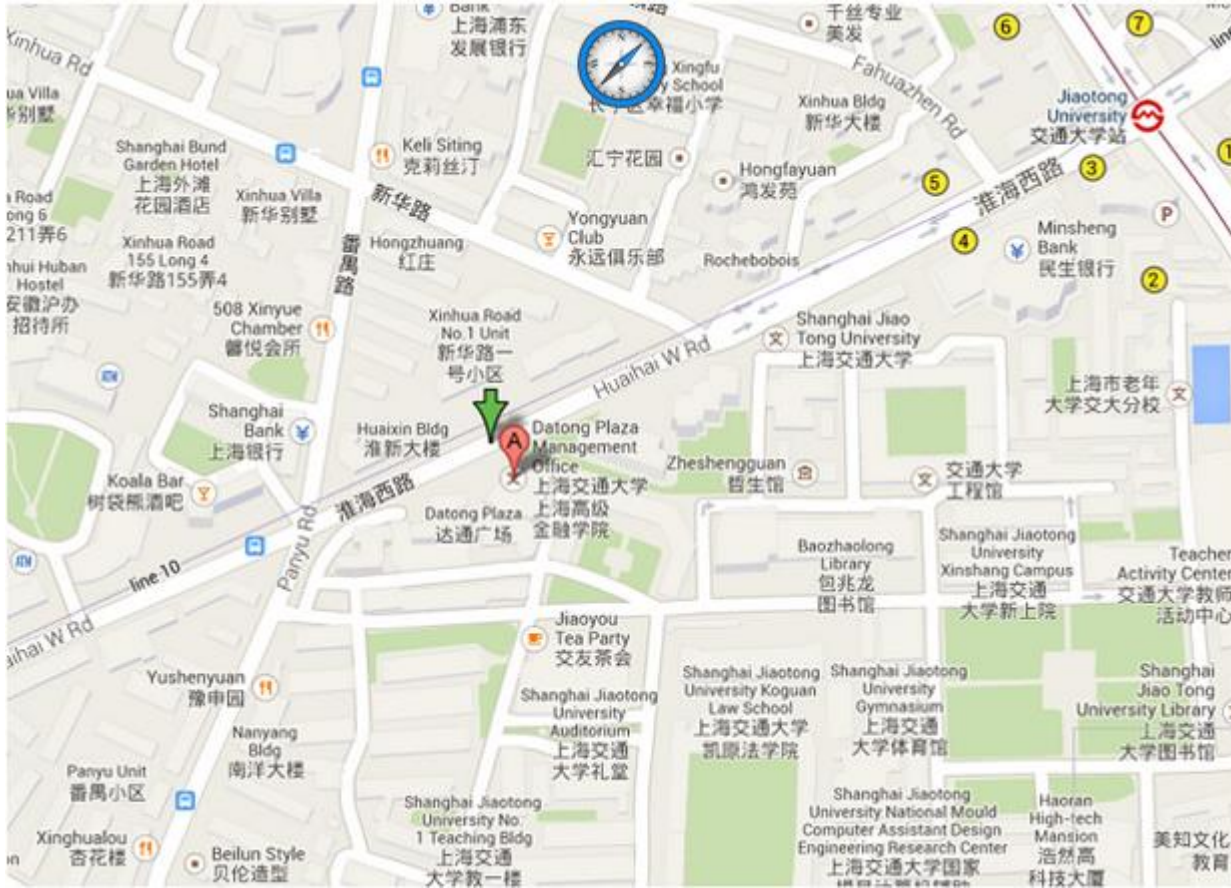 Bank
上海浦东
发展银行
千丝专业
美发
6
7
line
Xinhua Rd
ua Villa
Xingfu
y School
幸福小学
Xinhua Bldg
新华大楼
Fahuazhen Rd
Jiaotong
University
交通大学站
1
Shanghai Bund
Garden Hotel
上海外滩
花园酒店
Keli Siting
克莉丝汀
汇宁花园
Hongfayuan
鸿发苑
5
3
淮海西路
P
a Road
ong 6
211弄6
Xinhua Villa
新华别墅
新华路
Xinhua Road
155 Long 4
新华路155弄4
番禺路
Hongzhuang
红庄
Yongyuan
Club
永远俱乐部
Rochebobois
4
Minsheng
Bank
民生银行
2
nhui Huban
Hostel
安徽沪办
招待所
508 Xinyue
Chamber
馨悦会所
Xinhua Road
No.1 Unit
新华路一
号小区
Huaihai W Rd
Shanghai Jiao
Tong University
上海交通大学
上海市老年
大学交大分校
Shanghai
Bank
上海银行
Huaixin Bldg
淮新大楼
A
Datong Plaza
Management
Office
上海交通大学
上海高级
金融学院
Zheshengguan
哲生馆
交通大学
工程馆
Koala Bar
树袋熊酒吧
淮海西路
Datong Plaza
达通广场
Panyu Rd
line 10
Baozhaolong
Library
包兆龙
图书馆
Shanghai Jiaotong
University
Xinshang Campus
上海交通
大学新上院
Teacher
Activity Center
交通大学教师
活动中心
aihai W Rd
Jiaoyou
Tea Party
交友茶会
Yushenyuan
豫申园
Shanghai Jiaotong
University
Auditorium
上海交通
大学礼堂
Shanghai Jiaotong
University Koguan
Law School
上海交通大学
凯原法学院
Shanghai Jiaotong
University
Gymnasium
上海交通
大学体育馆
Shanghai
Jiao Tong
University Library
上海交通
大学图书馆
Nanyang
Bldg
南洋大楼
Panyu Unit
番禺小区
Xinghualou
杏花楼
Beilun Style
贝伦造型
Shanghai Jiaotong
University No.
1 Teaching Bldg
上海交通
大学教一楼
Shanghai Jiaotong
University National Mould
Computer Assistant Design
Engineering Research Center
上海交通大学国家
Haoran
High-tech
Mansion
浩然高
科技大厦
美知文化
教育